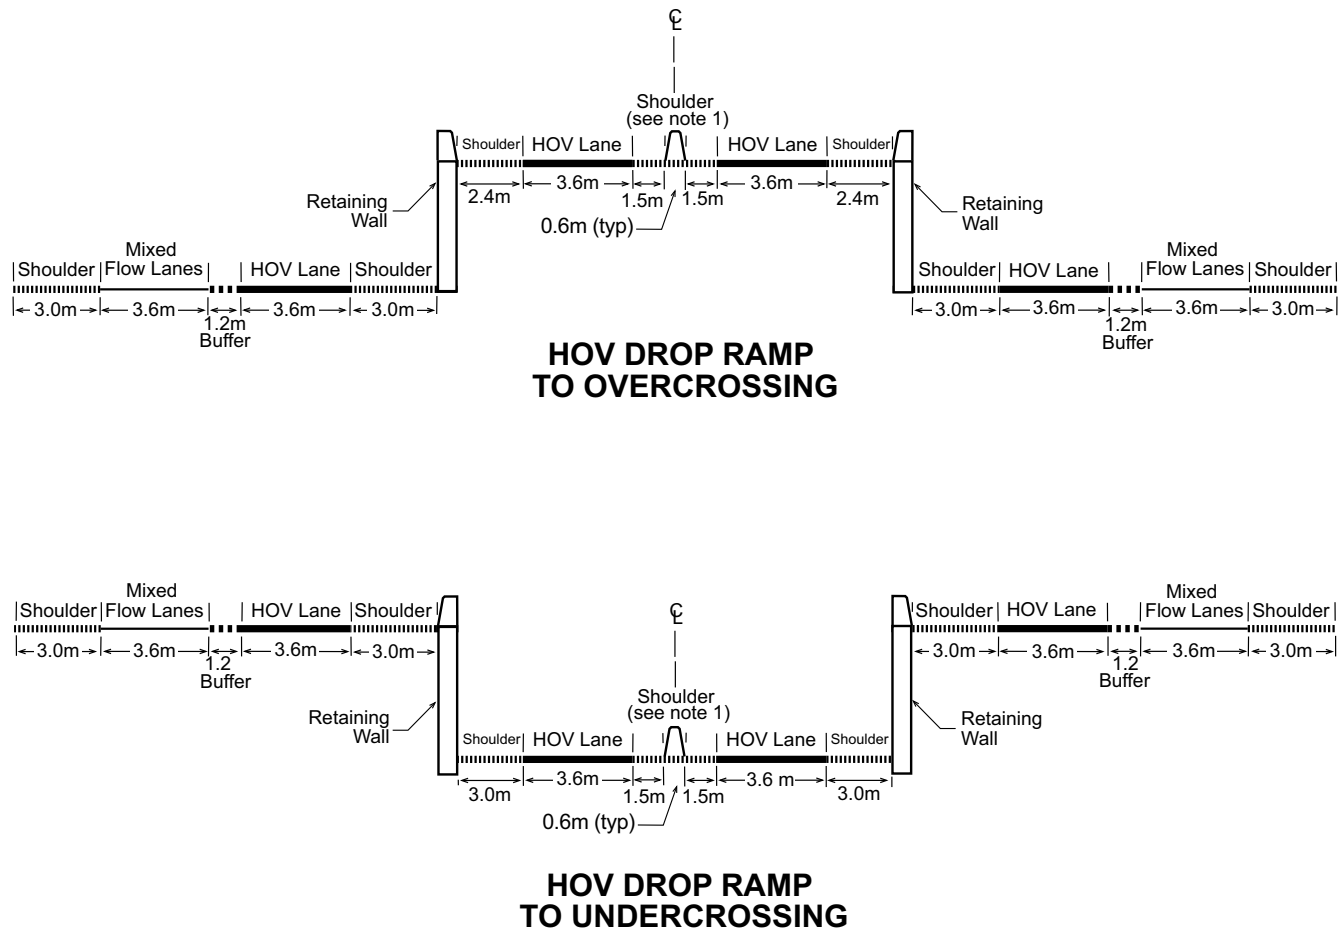 ℄
Shoulder
(see note 1)
Shoulder HOV Lane HOV Lane Shoulder
3.6m 3.6m
2.4m 1.5m 1.5m 2.4m
Retaining
Wall
0.6m (typ)
Retaining
Wall
Mixed
Shoulder Flow Lanes HOV Lane Shoulder
3.0m 3.6m 3.6m 3.0m
1.2m
Buffer
Mixed
Shoulder HOV Lane Flow Lanes Shoulder
3.0m 3.6m 3.6m 3.0m
1.2m
Buffer
HOV DROP RAMP
TO OVERCROSSING
Mixed
Shoulder Flow Lanes HOV Lane Shoulder
3.0m 3.6m 3.6m 3.0m
1.2
Buffer
Mixed
Shoulder HOV Lane Flow Lanes Shoulder
3.0m 3.6m 3.6m 3.0m
1.2
Buffer
℄
Shoulder
(see note 1)
Retaining
Wall
Retaining
Wall
Shoulder HOV Lane HOV Lane Shoulder
3.6m 3.6 m
3.0m 1.5m 1.5m 3.0m
0.6m (typ)
HOV DROP RAMP
TO UNDERCROSSING